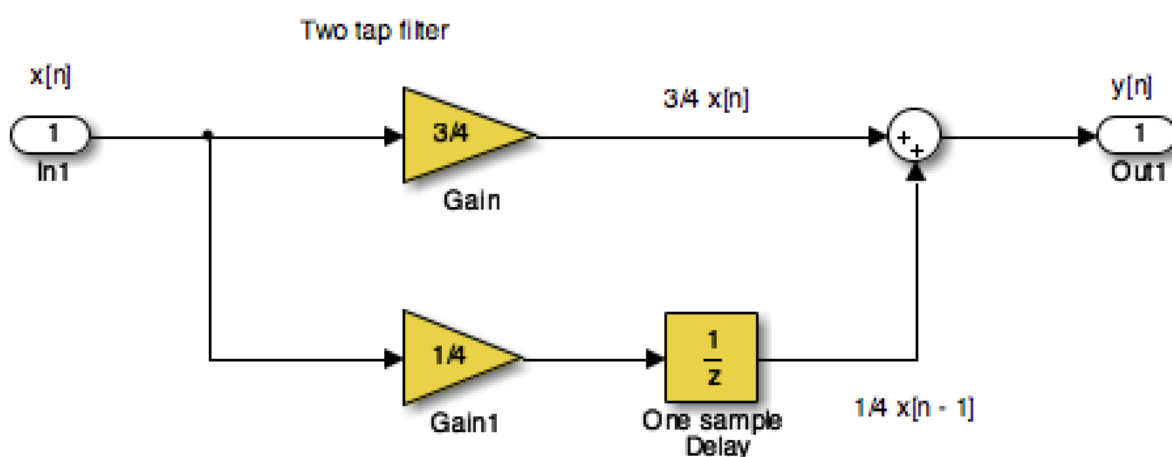 Two tap filter
x[n]
1
In1
3/4
Gain
3/4 x[n]
+
+
y[n]
1
Out1
1/4
Gain1
1
z
One sample
Delay
1/4 x[n - 1]